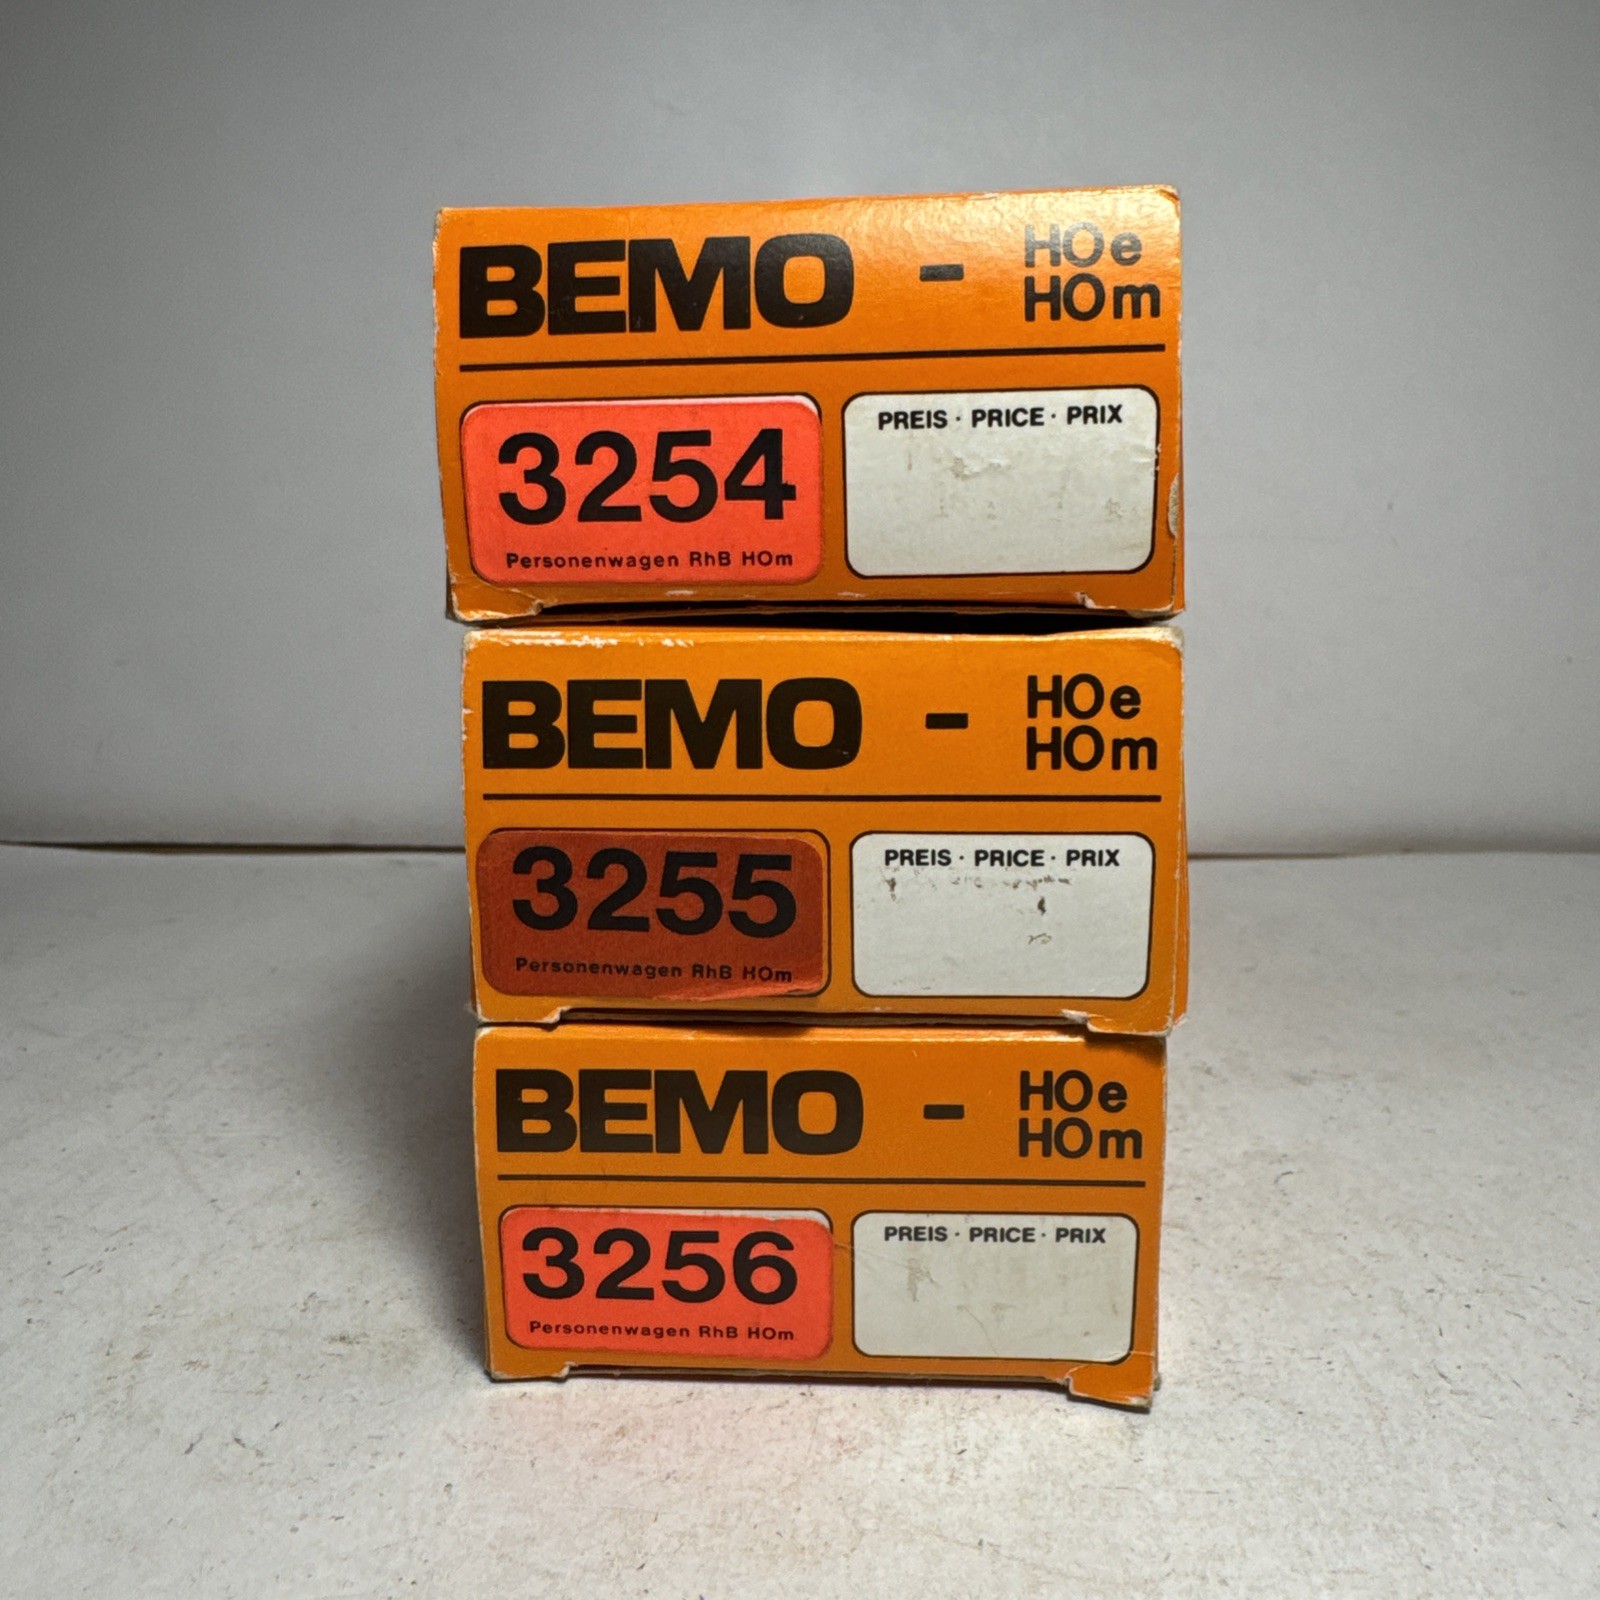 BEMO - HOe
HOm
3254
Personenwagen RhB HOm
PREIS · PRICE · PRIX
BEMO - HOe
HOm
3255
Personenwagen RhB HOm
PREIS · PRICE · PRIX
BEMO - HOe
HOm
3256
Personenwagen RhB HOm
PREIS · PRICE · PRIX